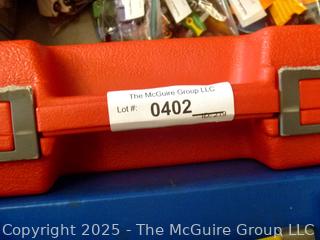 The McGuire Group LLC
Lot #: 0402
© Copyright 2025 - The McGuire Group LLC